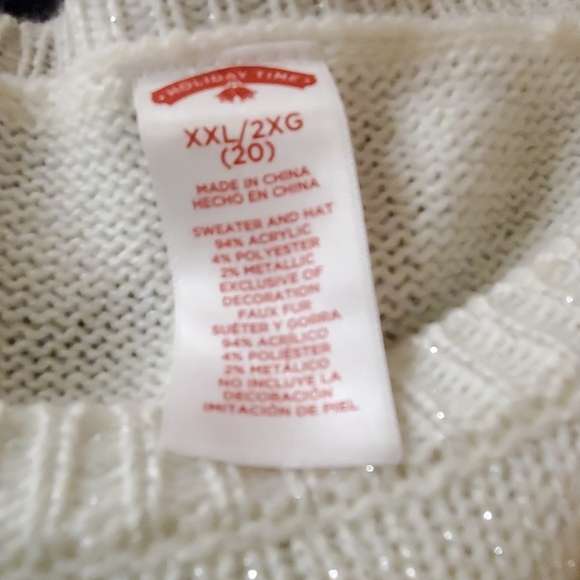 HOLIDAY TIME
XXL/2XG
(20)
MADE IN CHINA
HECHO EN CHINA
SWEATER AND HAT
94% ACRYLIC
4% POLYESTER
2% METALLIC
EXCLUSIVE OF
DECORATION
FAUX FUR
SUÉTER Y GORRA
94% ACRÍLICO
4% POLIÉSTER
2% METÁLICO
NO INCLUYE LA
DECORACIÓN
IMITACIÓN DE PIEL